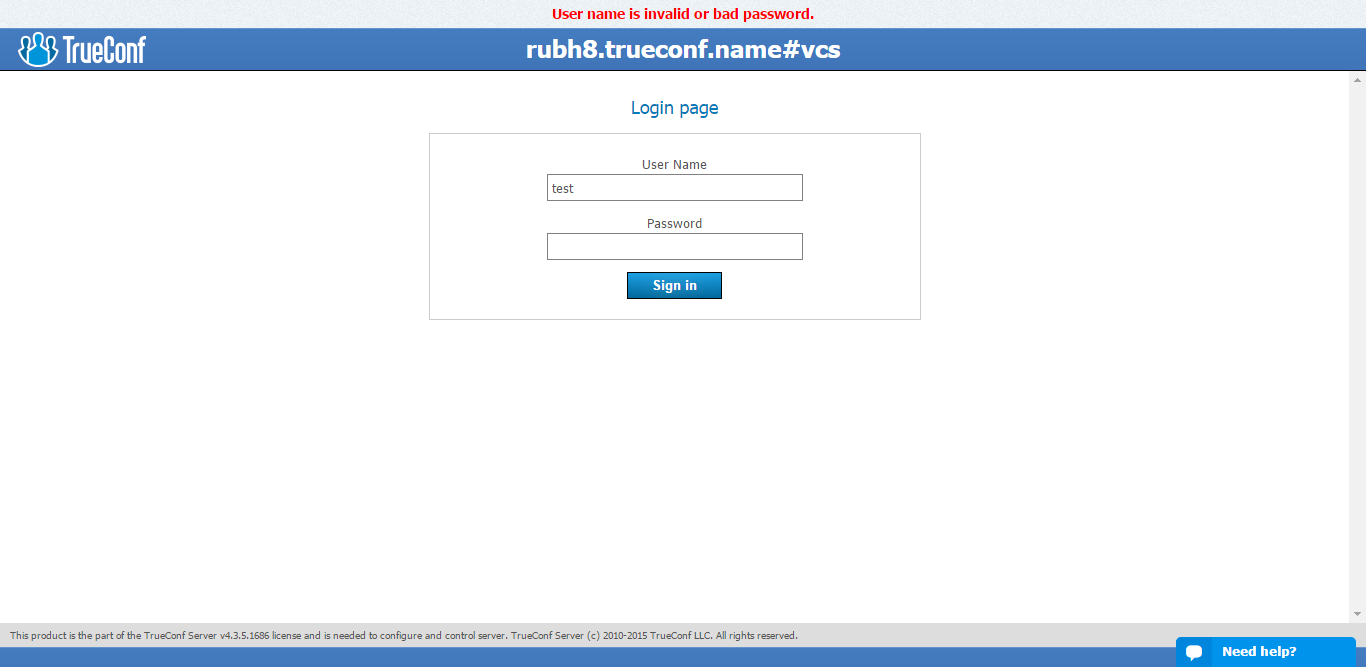 User name is invalid or bad password.
TrueConf
rubh8.trueconf.name#vcs
Login page
User Name
test
Password
Sign in
This product is the part of the TrueConf Server v4.3.5.1686 license and is needed to configure and control server. TrueConf Server (c) 2010-2015 TrueConf LLC. All rights reserved.
Need help?